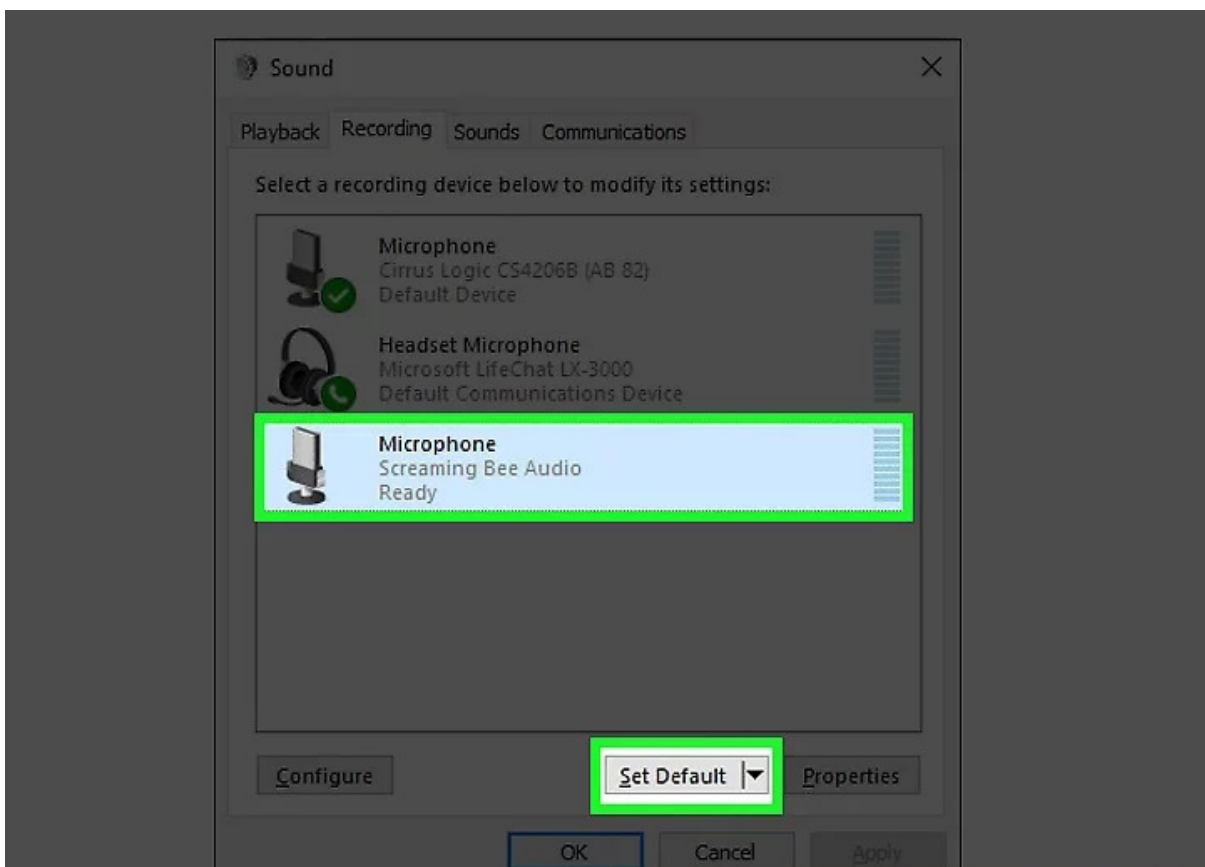 Sound
Playback Recording Sounds Communications
Select a recording device below to modify its settings:
Microphone
Cirrus Logic CS4206B (AB 82)
Default Device
Headset Microphone
Microsoft LifeChat LX-3000
Default Communications Device
Microphone
Screaming Bee Audio
Ready
Configure Set Default Properties
OK Cancel Apply